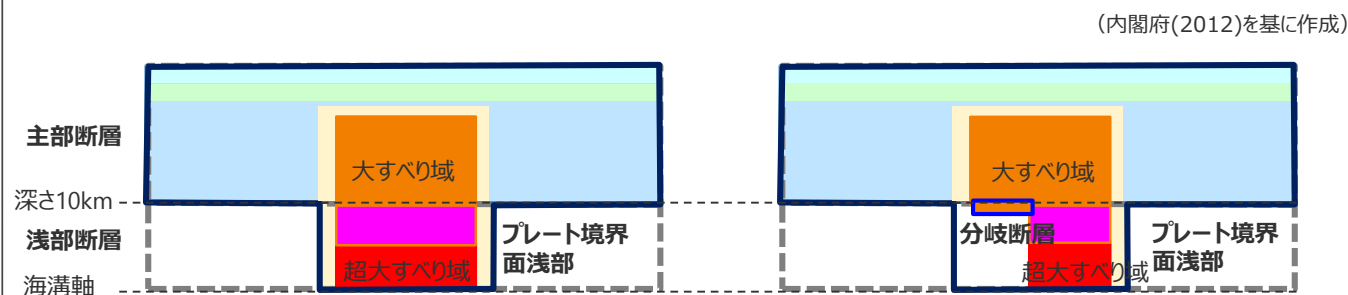 （内閣府(2012)を基に作成）
主部断層
大すべり域
大すべり域
深さ10km
浅部断層
プレート境界
面浅部
分岐断層
プレート境界
面浅部
超大すべり域
超大すべり域
海溝軸